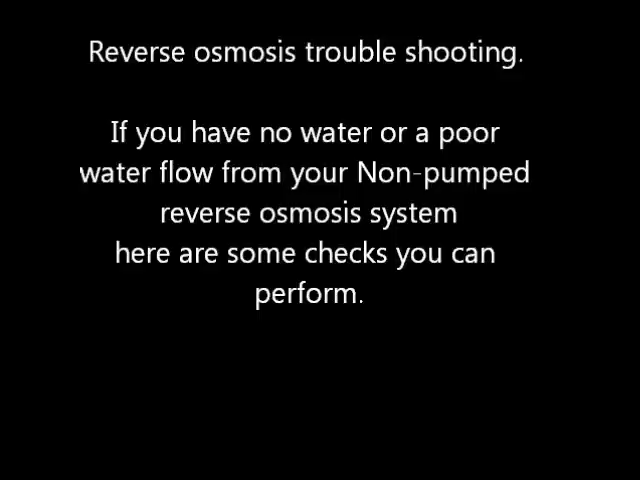 Reverse osmosis trouble shooting.
If you have no water or a poor
water flow from your Non-pumped
reverse osmosis system
here are some checks you can
perform.